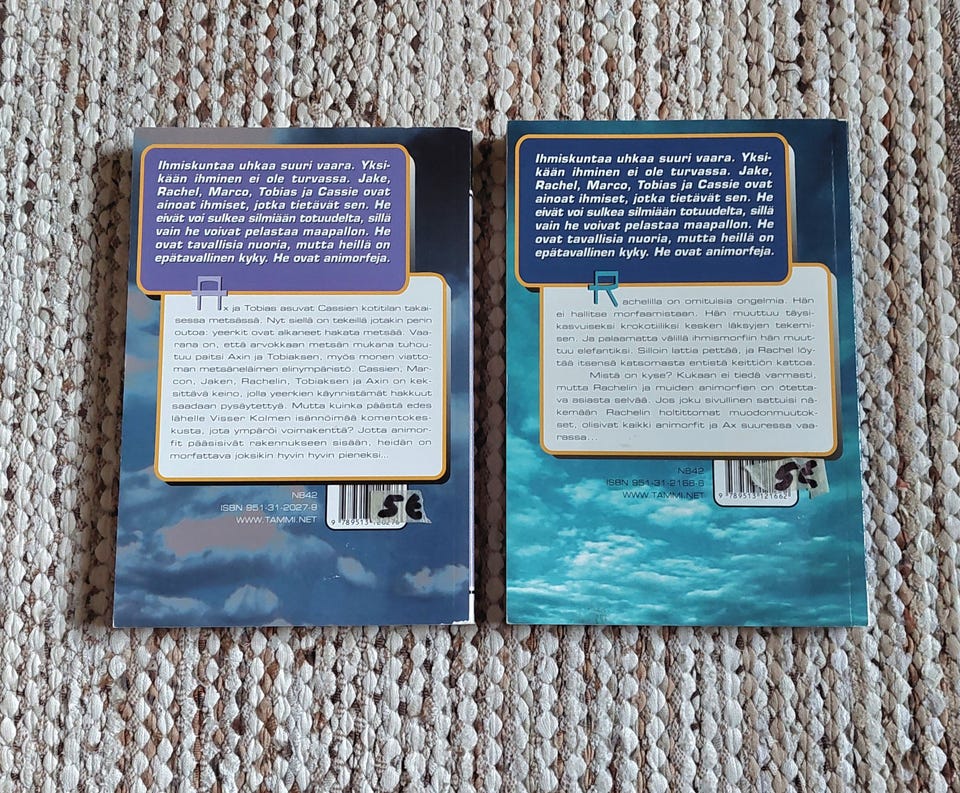 Ihmiskuntaa uhkaa suuri vaara. Yksi-
kään ihminen ei ole turvassa. Jake,
Rachel, Marco, Tobias ja Cassie ovat
ainoat ihmiset, jotka tietävät sen. He
eivät voi sulkea silmiään totuudelta, sillä
vain he voivat pelastaa maapallon. He
ovat tavallisia nuoria, mutta heillä on
epätavallinen kyky. He ovat animorfeja.
Ax ja Tobias asuvat Cassien kotitilan takai-
sessa metsässä. Nyt siellä on tekeillä jotakin perin
outoa: yeerkit ovat alkaneet hakata metsää. Vaa-
rana on, että arvokkaan metsän mukana tuhou-
tuu paitsi Axin ja Tobiaksen, myös monen viatto-
man metsäneläimen elinympäristö. Cassien, Mar-
con, Jaken, Rachelin, Tobiaksen ja Axin on kek-
sittävä keino, jolla yeerkien käynnistämät hakkuut
saadaan pysäytettyä. Mutta kuinka päästä edes
lähelle Visser Kolmen isännöimää komentokes-
kusta, jota ympäröi voimakenttä? Jotta animor-
fit pääsisivät rakennukseen sisään, heidän on
morfattava joksikin hyvin hyvin pieneksi...
N842
ISBN 951-31-2027-9
WWW.TAMMI.NET
5€
9 789513 120276
Ihmiskuntaa uhkaa suuri vaara. Yksi-
kään ihminen ei ole turvassa. Jake,
Rachel, Marco, Tobias ja Cassie ovat
ainoat ihmiset, jotka tietävät sen. He
eivät voi sulkea silmiään totuudelta, sillä
vain he voivat pelastaa maapallon. He
ovat tavallisia nuoria, mutta heillä on
epätavallinen kyky. He ovat animorfeja.
Rachelilla on omituisia ongelmia. Hän
ei hallitse morfaamistaan. Hän muuttuu täysi-
kasvuiseksi krokotiiliksi kesken läksyjen tekemi-
sen. Ja palaamatta välillä ihmismorfiin hän muut-
tuu elefantiksi. Silloin lattia pettää, ja Rachel löy-
tää itsensä katsomasta entistä keittiön kattoa.
Mistä on kyse? Kukaan ei tiedä varmasti,
mutta Rachelin ja muiden animorfien on otetta-
va asiasta selvää. Jos joku sivullinen sattuisi nä-
kemään Rachelin holtittomat muodonmuutok-
set, olisivat kaikki animorfit ja Ax suuressa vaa-
rassa...
N842
ISBN 951-31-2166-6
WWW.TAMMI.NET
5€
9 789513 121662